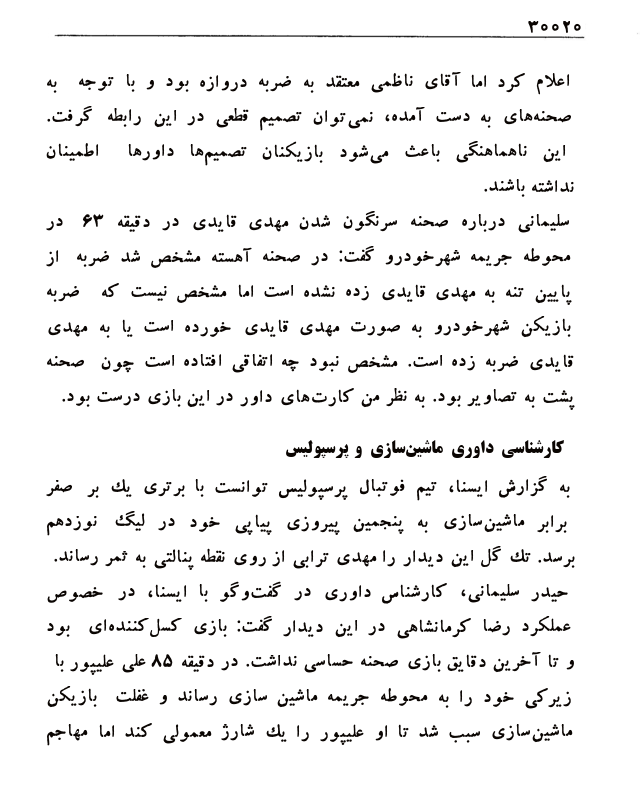 ۳۰۰۲۰
اعلام کرد اما آقای ناظمی معتقد به ضربه دروازه بود و با توجه به
صحنه‌های به دست آمده، نمی‌توان تصمیم قطعی در این رابطه گرفت.
این ناهماهنگی باعث می‌شود بازیکنان تصمیم‌ها داورها اطمینان
نداشته باشند.
سلیمانی درباره صحنه سرنگون شدن مهدی قایدی در دقیقه ۶۳ در
محوطه جریمه شهرخودرو گفت: در صحنه آهسته مشخص شد ضربه از
پایین تنه به مهدی قایدی زده نشده است اما مشخص نیست که ضربه
بازیکن شهرخودرو به صورت مهدی قایدی خورده است یا به مهدی
قایدی ضربه زده است. مشخص نبود چه اتفاقی افتاده است چون صحنه
پشت به تصاویر بود. به نظر من کارت‌های داور در این بازی درست بود.
کارشناسی داوری ماشین‌سازی و پرسپولیس
به گزارش ایسنا، تیم فوتبال پرسپولیس توانست با برتری یك بر صفر
برابر ماشین‌سازی به پنجمین پیروزی پیاپی خود در لیگ نوزدهم
برسد. تك گل این دیدار را مهدی ترابی از روی نقطه پنالتی به ثمر رساند.
حیدر سلیمانی، کارشناس داوری در گفت‌وگو با ایسنا، در خصوص
عملکرد رضا کرمانشاهی در این دیدار گفت: بازی کسل‌کننده‌ای بود
و تا آخرین دقایق بازی صحنه حساسی نداشت. در دقیقه ۸۵ علی علیپور با
زیرکی خود را به محوطه جریمه ماشین سازی رساند و غفلت بازیکن
ماشین‌سازی سبب شد تا او علیپور را یك شارژ معمولی کند اما مهاجم